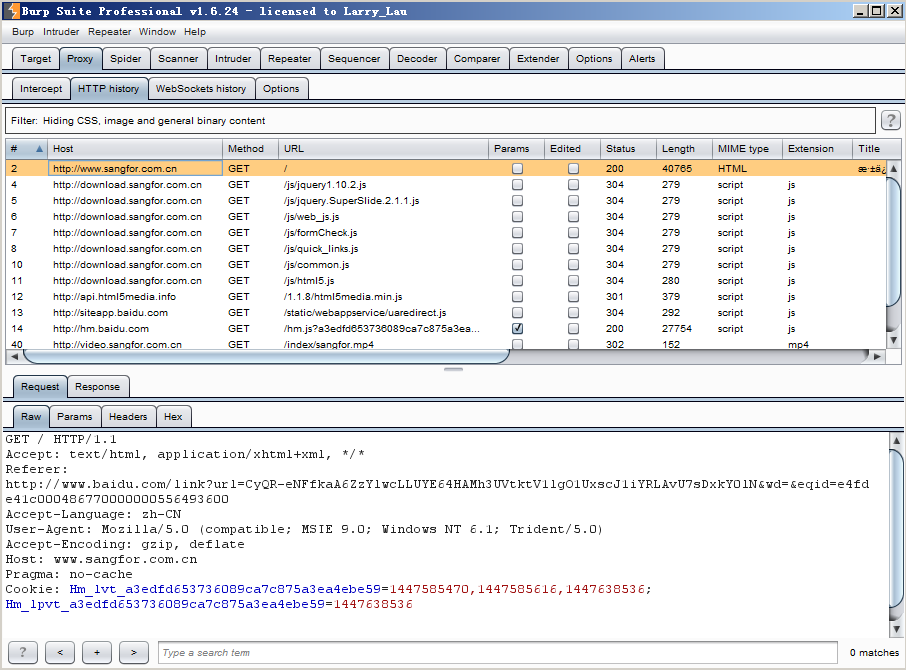 Burp Suite Professional v1.6.24 - licensed to Larry_Lau
Burp Intruder Repeater Window Help
Target Proxy Spider Scanner Intruder Repeater Sequencer Decoder Comparer Extender Options Alerts
Intercept HTTP history WebSockets history Options
Filter: Hiding CSS, image and general binary content ?
# Host Method URL Params Edited Status Length MIME type Extension Title
2 http://www.sangfor.com.cn GET / 200 40765 HTML
4 http://download.sangfor.com.cn GET /js/jquery1.10.2.js 304 279 script js
5 http://download.sangfor.com.cn GET /js/jquery.SuperSlide.2.1.1.js 304 279 script js
6 http://download.sangfor.com.cn GET /js/web_js.js 304 279 script js
7 http://download.sangfor.com.cn GET /js/formCheck.js 304 279 script js
8 http://download.sangfor.com.cn GET /js/quick_links.js 304 279 script js
10 http://download.sangfor.com.cn GET /js/common.js 304 279 script js
11 http://download.sangfor.com.cn GET /js/html5.js 304 280 script js
12 http://api.html5media.info GET /1.1.8/html5media.min.js 301 379 script js
13 http://siteapp.baidu.com GET /static/webappservice/uaredirect.js 304 292 script js
14 http://hm.baidu.com GET /hm.js?a3edfd653736089ca7c875a3ea... 200 27754 script js
40 http://video.sangfor.com.cn GET /index/sangfor.mp4 302 152 mp4
Request Response
Raw Params Headers Hex
GET / HTTP/1.1
Accept: text/html, application/xhtml+xml, */*
Referer:
http://www.baidu.com/link?url=CyQR-eNFfkaA6ZzYlwcLLUYE64HAMh3UVtktV1lgO1UxscJ1iYRLAvU7sDxkYOlN&wd=&eqid=e4fd
e41c0004867700000000556493600
Accept-Language: zh-CN
User-Agent: Mozilla/5.0 (compatible; MSIE 9.0; Windows NT 6.1; Trident/5.0)
Accept-Encoding: gzip, deflate
Host: www.sangfor.com.cn
Pragma: no-cache
Cookie: Hm_lvt_a3edfd653736089ca7c875a3ea4ebe59=1447585470,1447585616,1447638536;
Hm_lpvt_a3edfd653736089ca7c875a3ea4ebe59=1447638536
? < + > Type a search term 0 matches